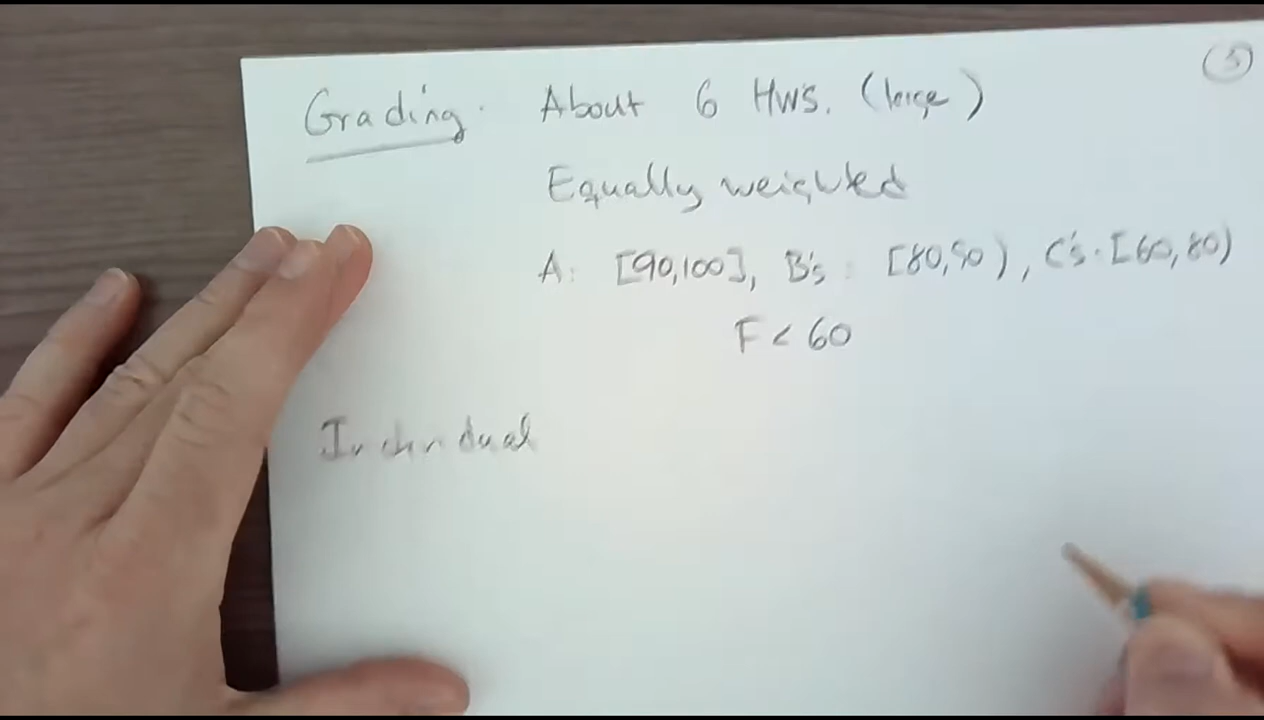 (5)
Grading. About 6 HWS. (large)
Equally weighted
A: [90,100], B's : [80,90), C's. [60,80)
F < 60
Individual